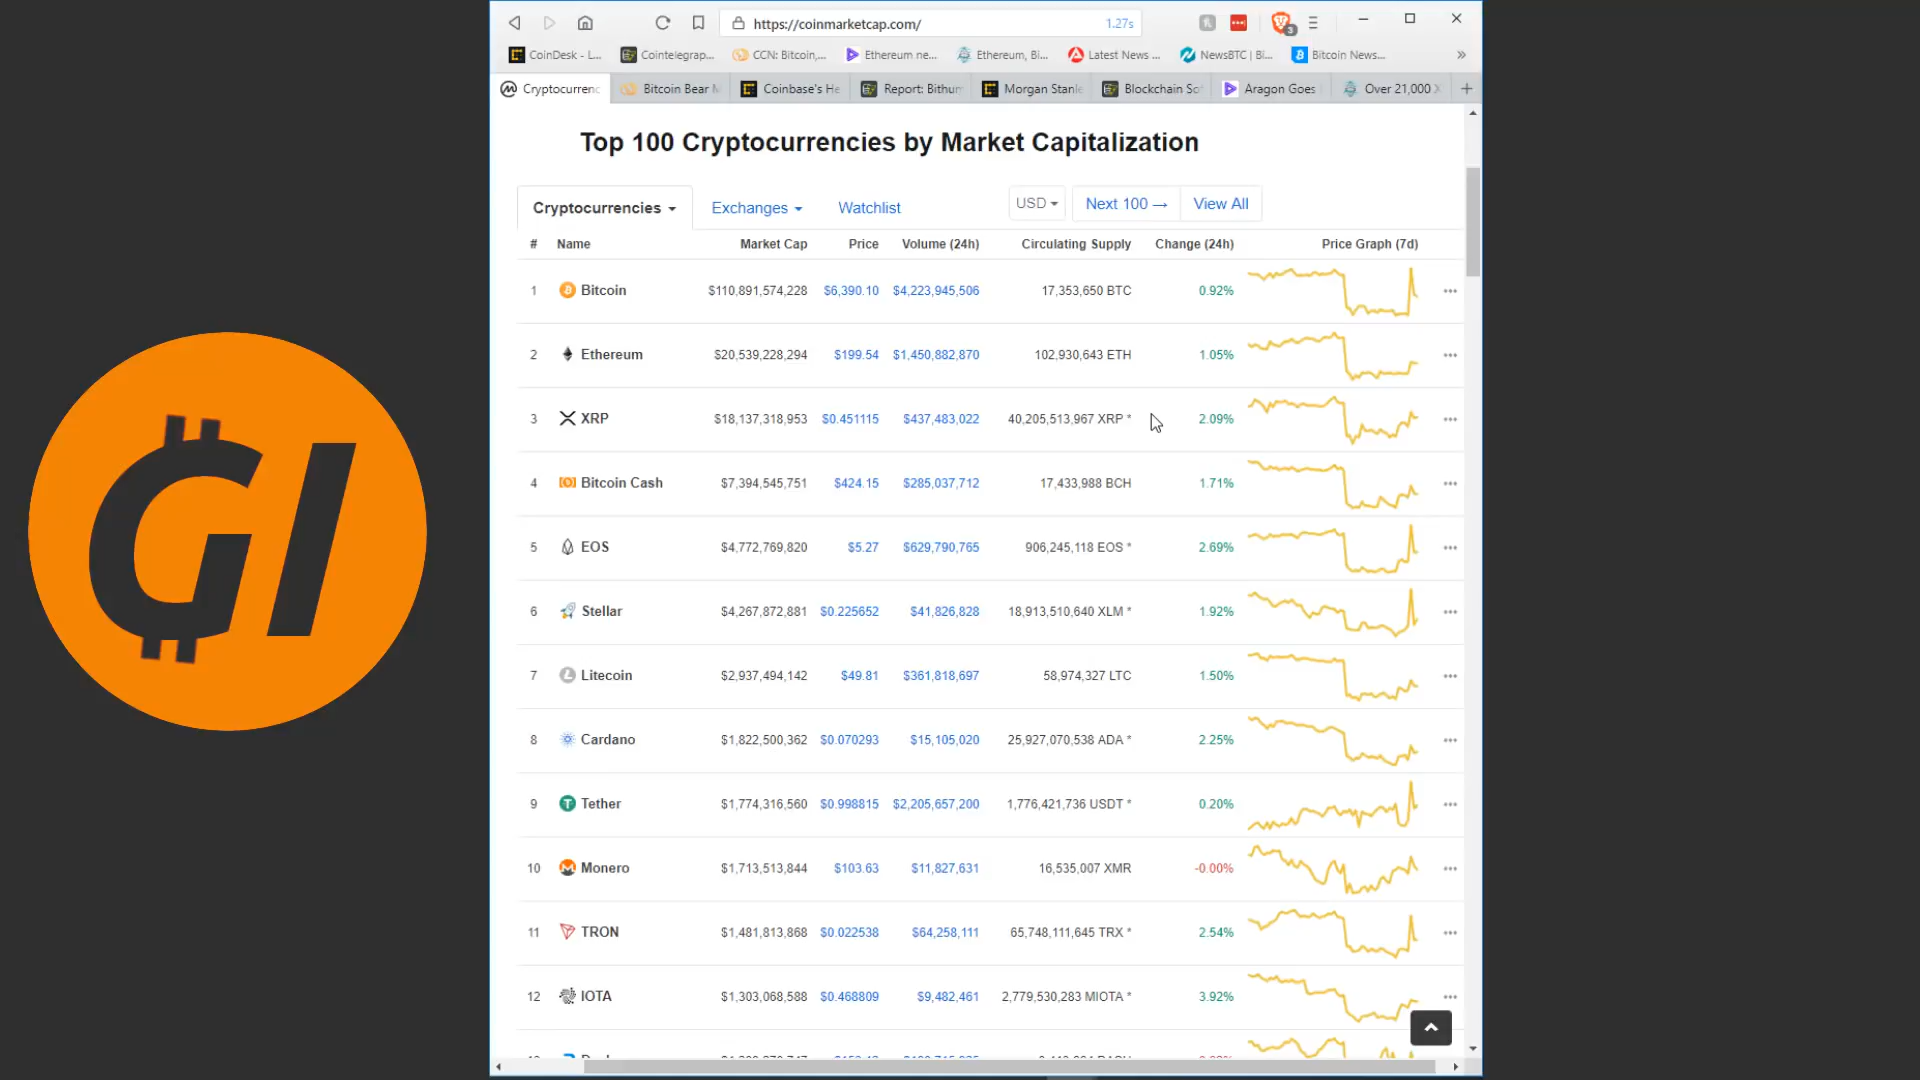 https://coinmarketcap.com/ 1.27s 3
CoinDesk - L... Cointelegrap... CCN: Bitcoin,... Ethereum ne... Ethereum, Bi... Latest News ... NewsBTC | Bi... Bitcoin News... »
Cryptocurrenc Bitcoin Bear M Coinbase's He Report: Bithum Morgan Stanle Blockchain So Aragon Goes Over 21,000
Top 100 Cryptocurrencies by Market Capitalization
Cryptocurrencies Exchanges Watchlist USD Next 100 → View All
# Name Market Cap Price Volume (24h) Circulating Supply Change (24h) Price Graph (7d)
1 Bitcoin $110,891,574,228 $6,390.10 $4,223,945,506 17,353,650 BTC 0.92%
2 Ethereum $20,539,228,294 $199.54 $1,450,882,870 102,930,643 ETH 1.05%
3 XRP $18,137,318,953 $0.451115 $437,483,022 40,205,513,967 XRP * 2.09%
4 Bitcoin Cash $7,394,545,751 $424.15 $285,037,712 17,433,988 BCH 1.71%
5 EOS $4,772,769,820 $5.27 $629,790,765 906,245,118 EOS * 2.69%
6 Stellar $4,267,872,881 $0.225652 $41,826,828 18,913,510,640 XLM * 1.92%
7 Litecoin $2,937,494,142 $49.81 $361,818,697 58,974,327 LTC 1.50%
8 Cardano $1,822,500,362 $0.070293 $15,105,020 25,927,070,538 ADA * 2.25%
9 Tether $1,774,316,560 $0.998815 $2,205,657,200 1,776,421,736 USDT * 0.20%
10 Monero $1,713,513,844 $103.63 $11,827,631 16,535,007 XMR -0.00%
11 TRON $1,481,813,868 $0.022538 $64,258,111 65,748,111,645 TRX * 2.54%
12 IOTA $1,303,068,588 $0.468809 $9,482,461 2,779,530,283 MIOTA * 3.92%
GI